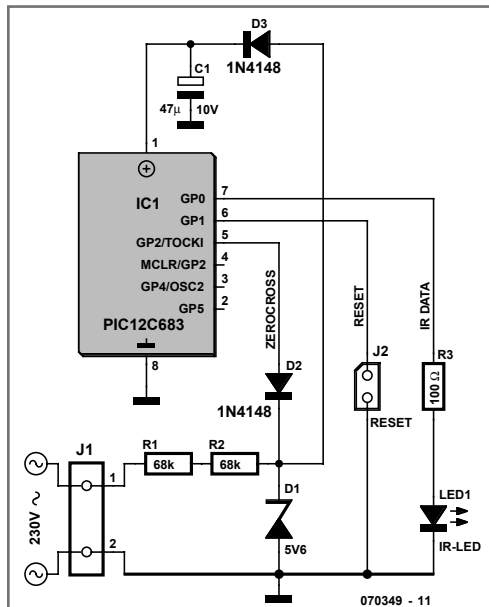 D3
1N4148
C1
47µ 10V
1
IC1
GP0 7
GP1 6
GP2/TOCKI 5
MCLR/GP2 4
GP4/OSC2 3
GP5 2
PIC12C683
8
ZEROCROSS
RESET
IR DATA
D2
1N4148
J2
RESET
R3
100 Ω
J1
R1
68k
R2
68k
1
2
230V ~
D1
5V6
LED1
IR-LED
070349 - 11